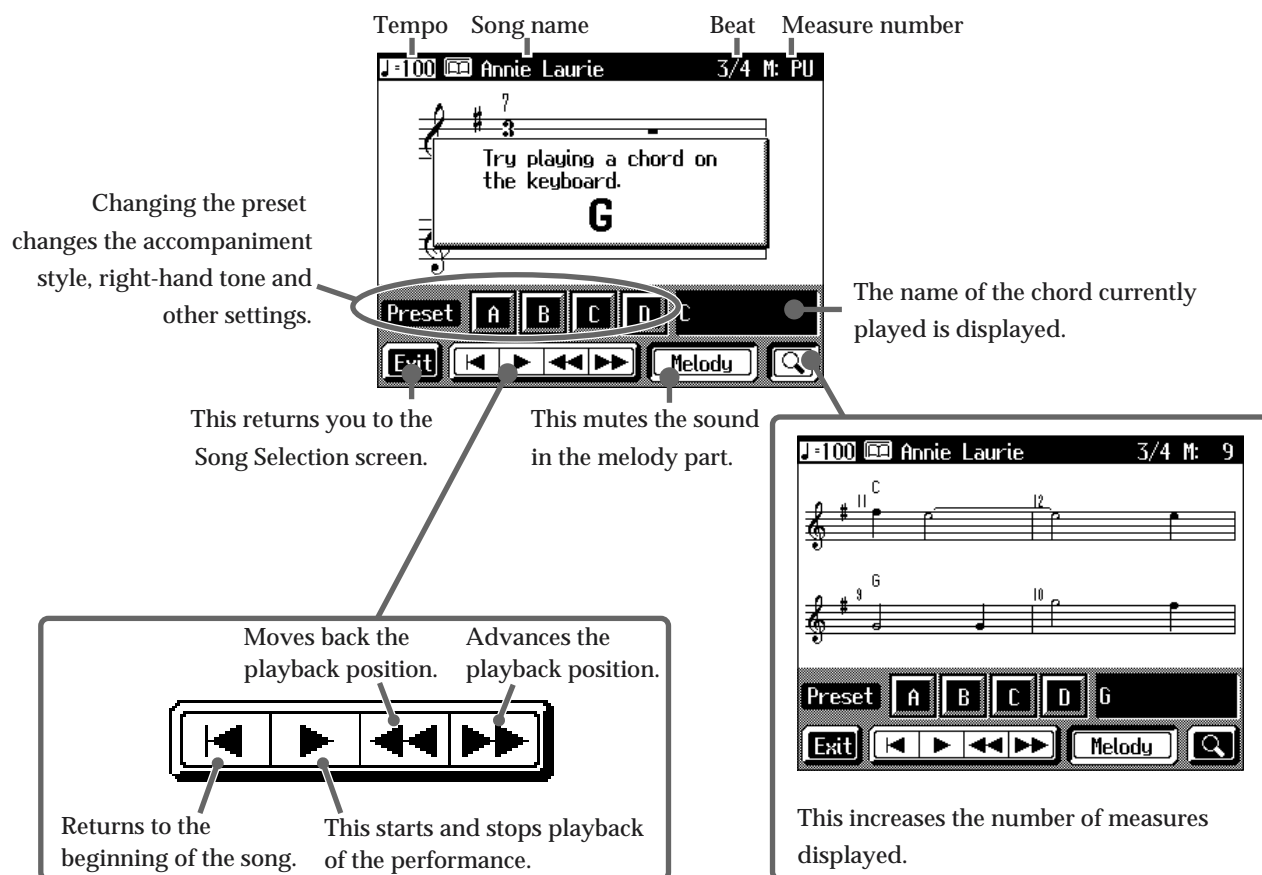 Tempo Song name Beat Measure number
♩=100 Annie Laurie 3/4 M: PU
7
3
Try playing a chord on
the keyboard.
G
Changing the preset
changes the accompaniment
style, right-hand tone and
other settings.
Preset A B C D C
Exit Melody
The name of the chord currently
played is displayed.
This returns you to the
Song Selection screen.
This mutes the sound
in the melody part.
♩=100 Annie Laurie 3/4 M: 9
C
11 12
G
9 10
Preset A B C D G
Exit Melody
This increases the number of measures
displayed.
Moves back the
playback position.
Advances the
playback position.
Returns to the
beginning of the song.
This starts and stops playback
of the performance.